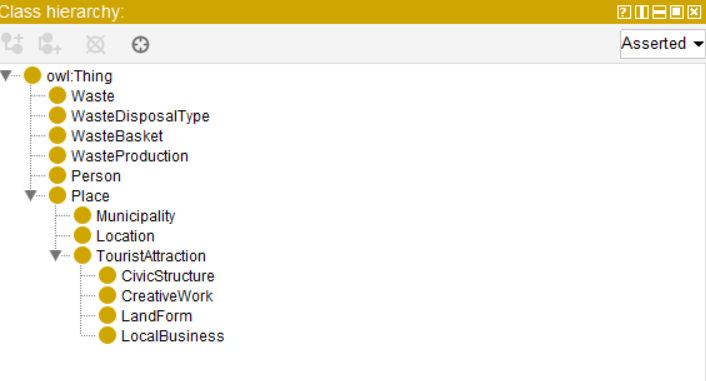 Class hierarchy:
Asserted
owl:Thing
Waste
WasteDisposalType
WasteBasket
WasteProduction
Person
Place
Municipality
Location
TouristAttraction
CivicStructure
CreativeWork
LandForm
LocalBusiness